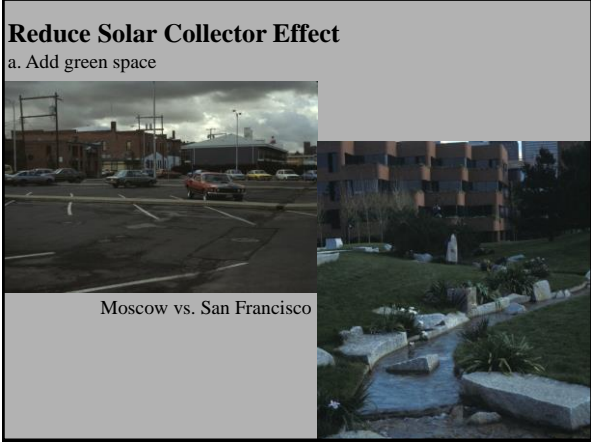 Reduce Solar Collector Effect
a. Add green space
Moscow vs. San Francisco